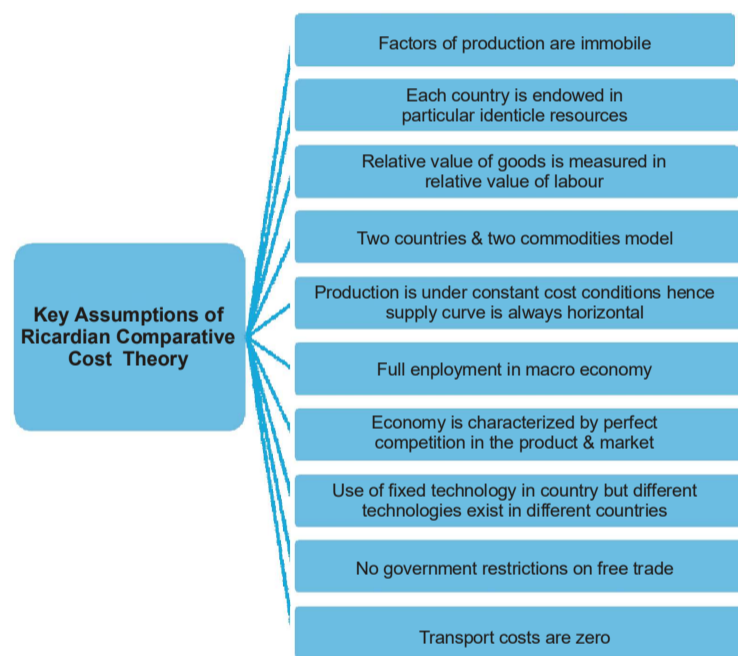 Key Assumptions of
Ricardian Comparative
Cost Theory
Factors of production are immobile
Each country is endowed in
particular identicle resources
Relative value of goods is measured in
relative value of labour
Two countries & two commodities model
Production is under constant cost conditions hence
supply curve is always horizontal
Full enployment in macro economy
Economy is characterized by perfect
competition in the product & market
Use of fixed technology in country but different
technologies exist in different countries
No government restrictions on free trade
Transport costs are zero